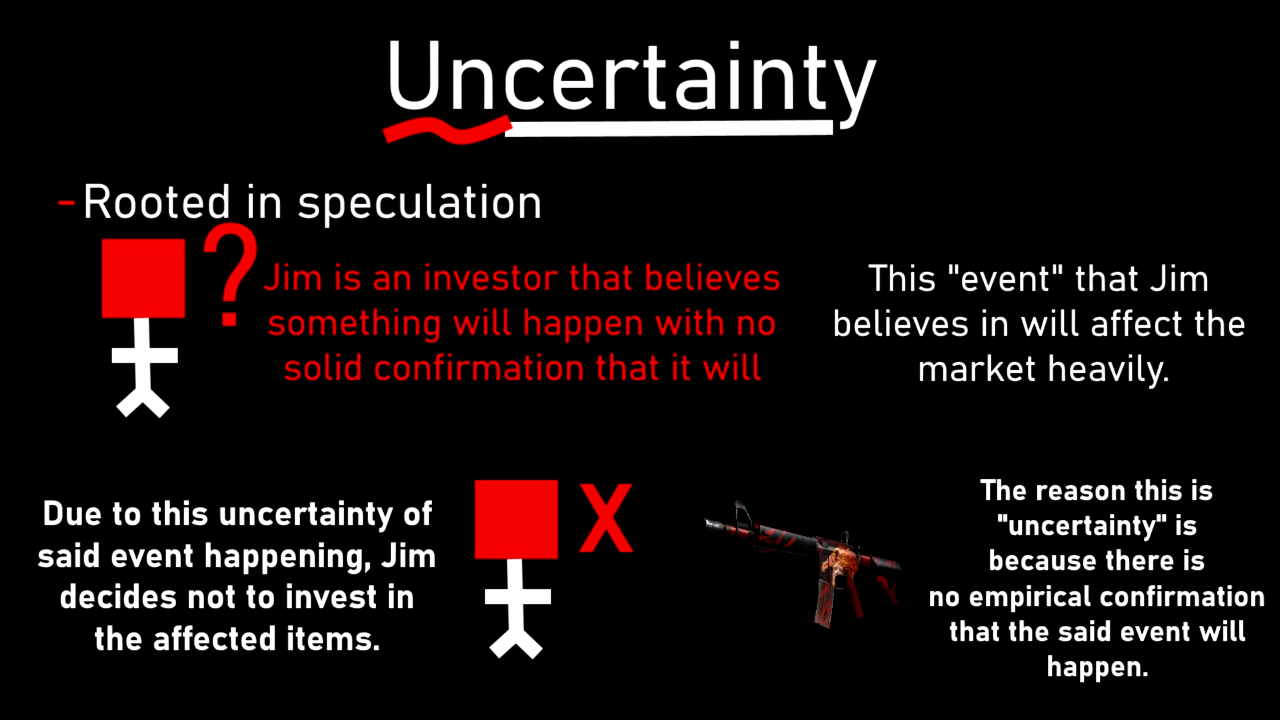 Uncertainty
- Rooted in speculation
?
Jim is an investor that believes
something will happen with no
solid confirmation that it will
This "event" that Jim
believes in will affect the
market heavily.
Due to this uncertainty of
said event happening, Jim
decides not to invest in
the affected items.
X
The reason this is
"uncertainty" is
because there is
no empirical confirmation
that the said event will
happen.